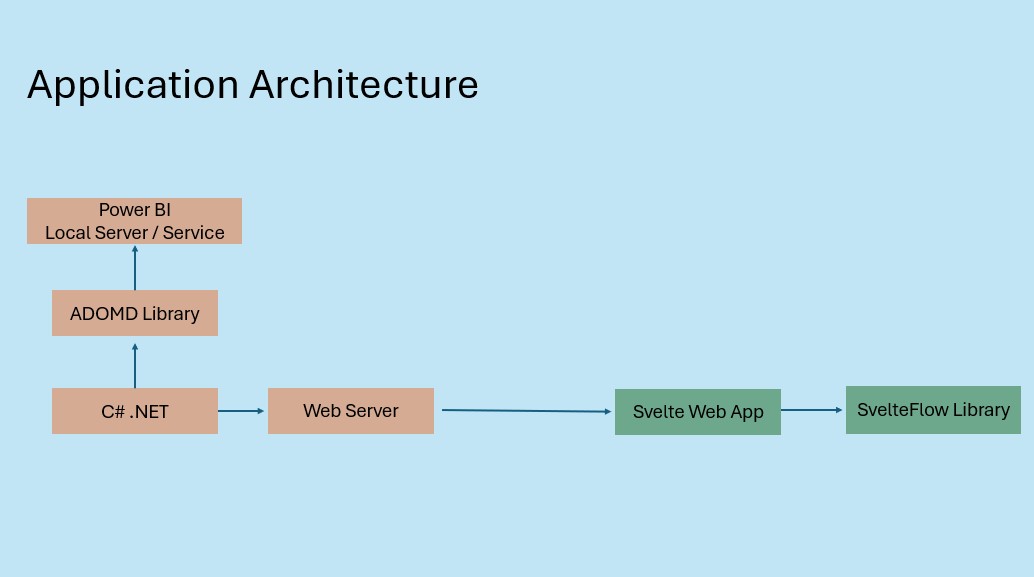 Application Architecture
Power BI
Local Server / Service
ADOMD Library
C# .NET
Web Server
Svelte Web App
SvelteFlow Library